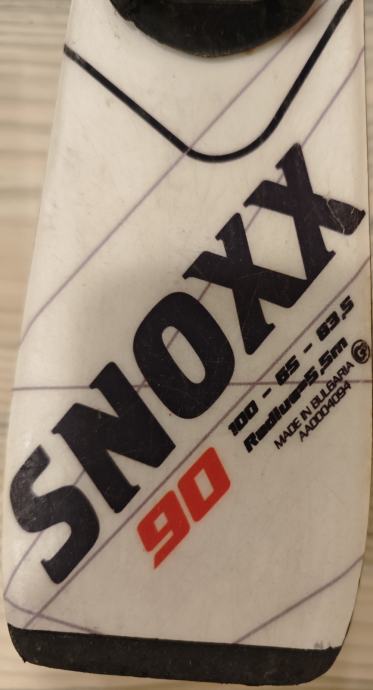 SNOXX
100 - 65 - 83,5
Radius=5,5m
MADE IN BULGARIA
AA0004094
90